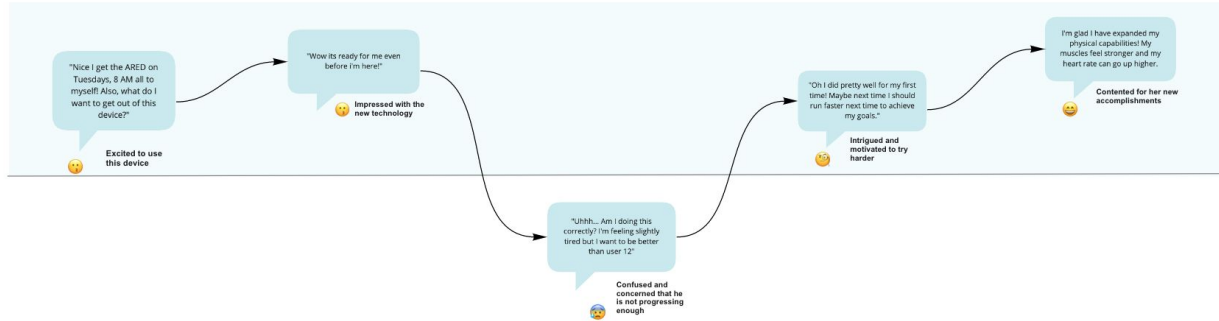 "Nice I get the ARED on
Tuesdays, 8 AM all to
myself! Also, what do I
want to get out of this
device?"
Excited to use
this device
"Wow its ready for me even
before i'm here!"
Impressed with the
new technology
"Uhhh... Am I doing this
correctly? I'm feeling slightly
tired but I want to be better
than user 12"
Confused and
concerned that he
is not progressing
enough
"Oh I did pretty well for my first
time! Maybe next time I should
run faster next time to achieve
my goals."
Intrigued and
motivated to try
harder
I'm glad I have expanded my
physical capabilities! My
muscles feel stronger and my
heart rate can go up higher.
Contented for her new
accomplishments